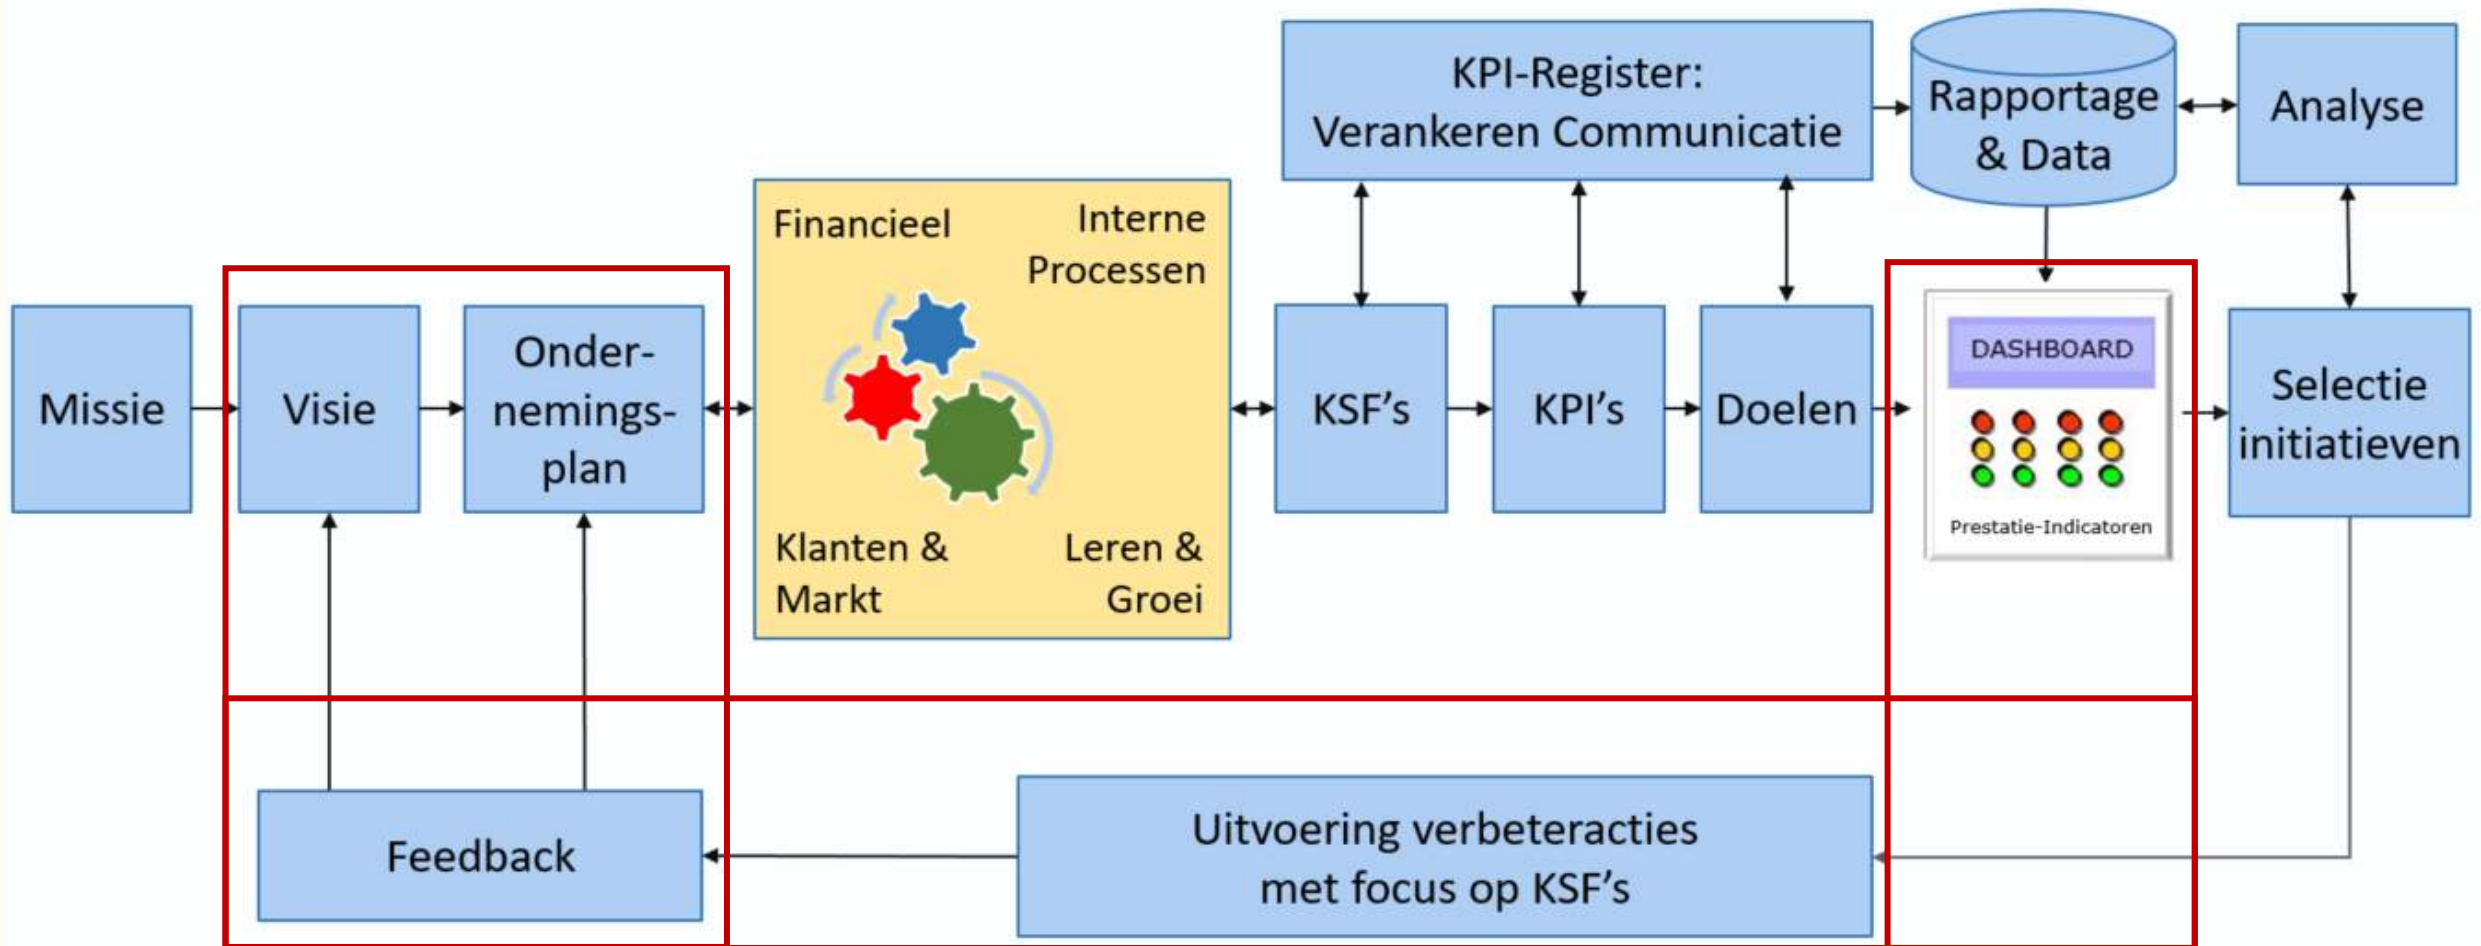 KPI-Register:
Verankeren Communicatie
Rapportage
& Data
Analyse
Missie
Visie
Onder-
nemings-
plan
Financieel
Interne
Processen
Klanten &
Markt
Leren &
Groei
KSF’s
KPI’s
Doelen
DASHBOARD
Prestatie-Indicatoren
Selectie
initiatieven
Feedback
Uitvoering verbeteracties
met focus op KSF’s